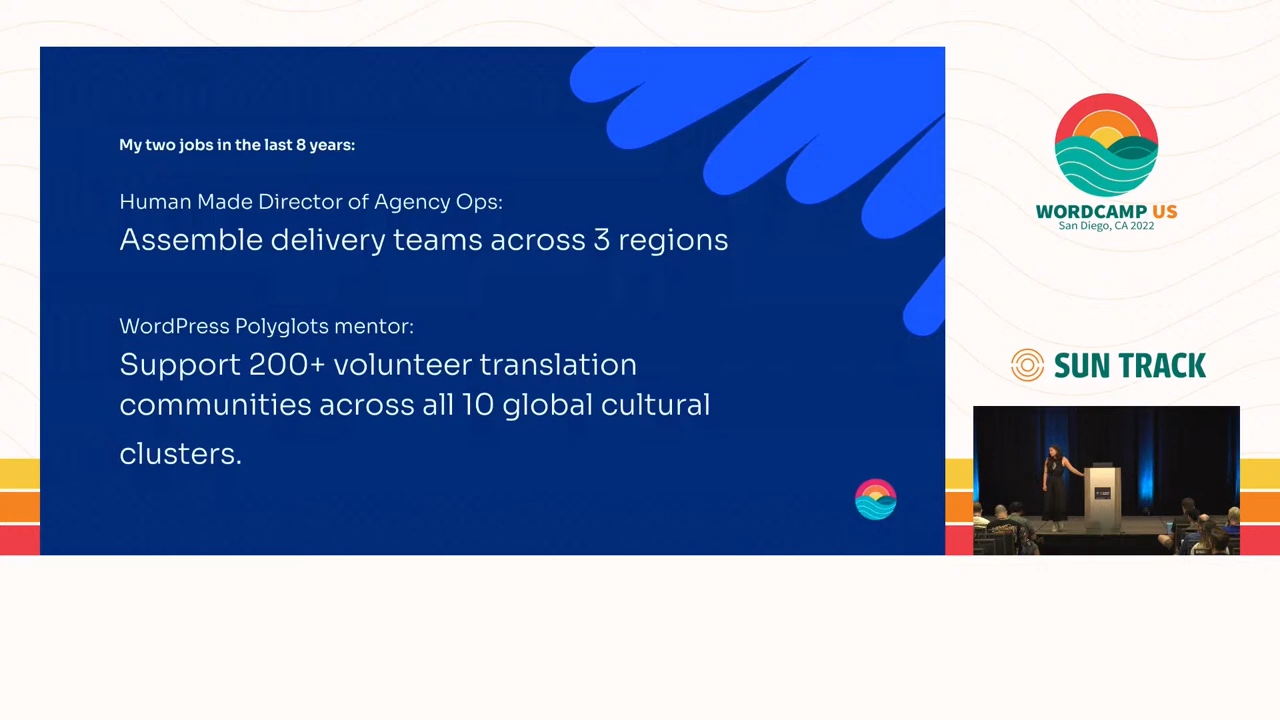 My two jobs in the last 8 years:
Human Made Director of Agency Ops:
Assemble delivery teams across 3 regions
WordPress Polyglots mentor:
Support 200+ volunteer translation
communities across all 10 global cultural
clusters.
WORDCAMP US
San Diego, CA 2022
SUN TRACK